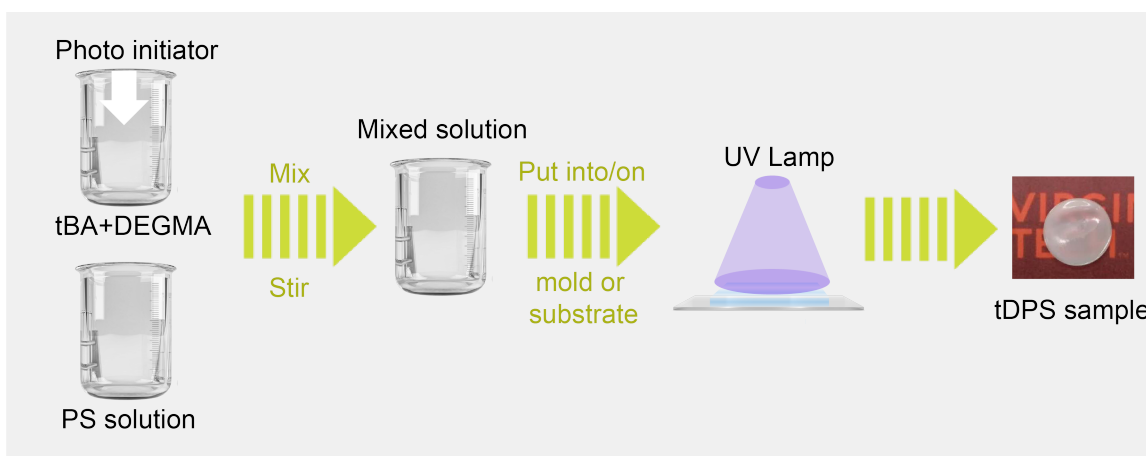 Photo initiator
tBA+DEGMA
PS solution
Mix
Stir
Mixed solution
Put into/on
mold or
substrate
UV Lamp
tDPS sample